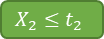 X₂ ≤ t₂